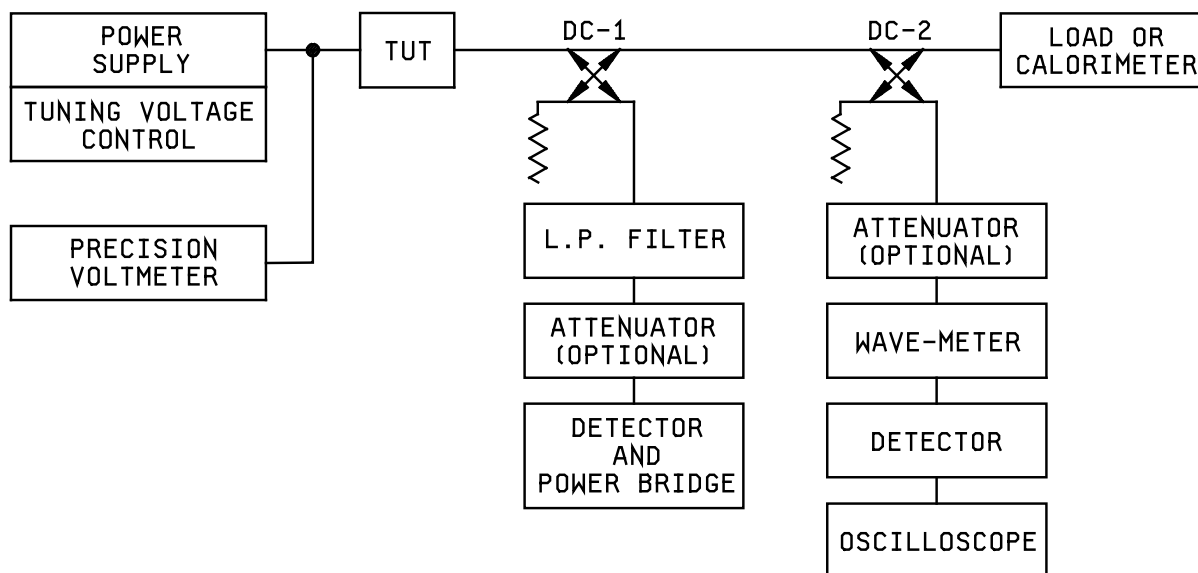 POWER
SUPPLY
TUNING VOLTAGE
CONTROL
PRECISION
VOLTMETER
TUT
DC-1
DC-2
LOAD OR
CALORIMETER
L.P. FILTER
ATTENUATOR
(OPTIONAL)
DETECTOR
AND
POWER BRIDGE
ATTENUATOR
(OPTIONAL)
WAVE-METER
DETECTOR
OSCILLOSCOPE